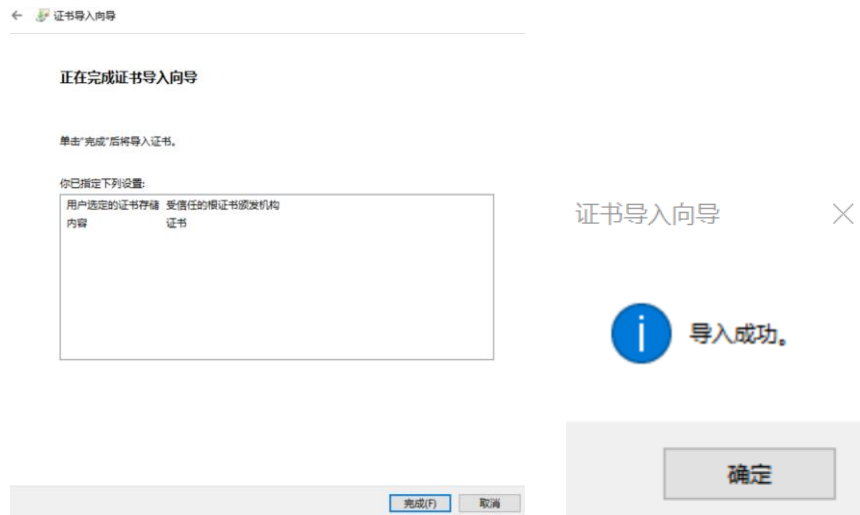 证书导入向导
正在完成证书导入向导
单击"完成"后将导入证书。
你已指定下列设置:
用户选定的证书存储 受信任的根证书颁发机构
内容 证书
完成(F) 取消
证书导入向导
导入成功。
确定